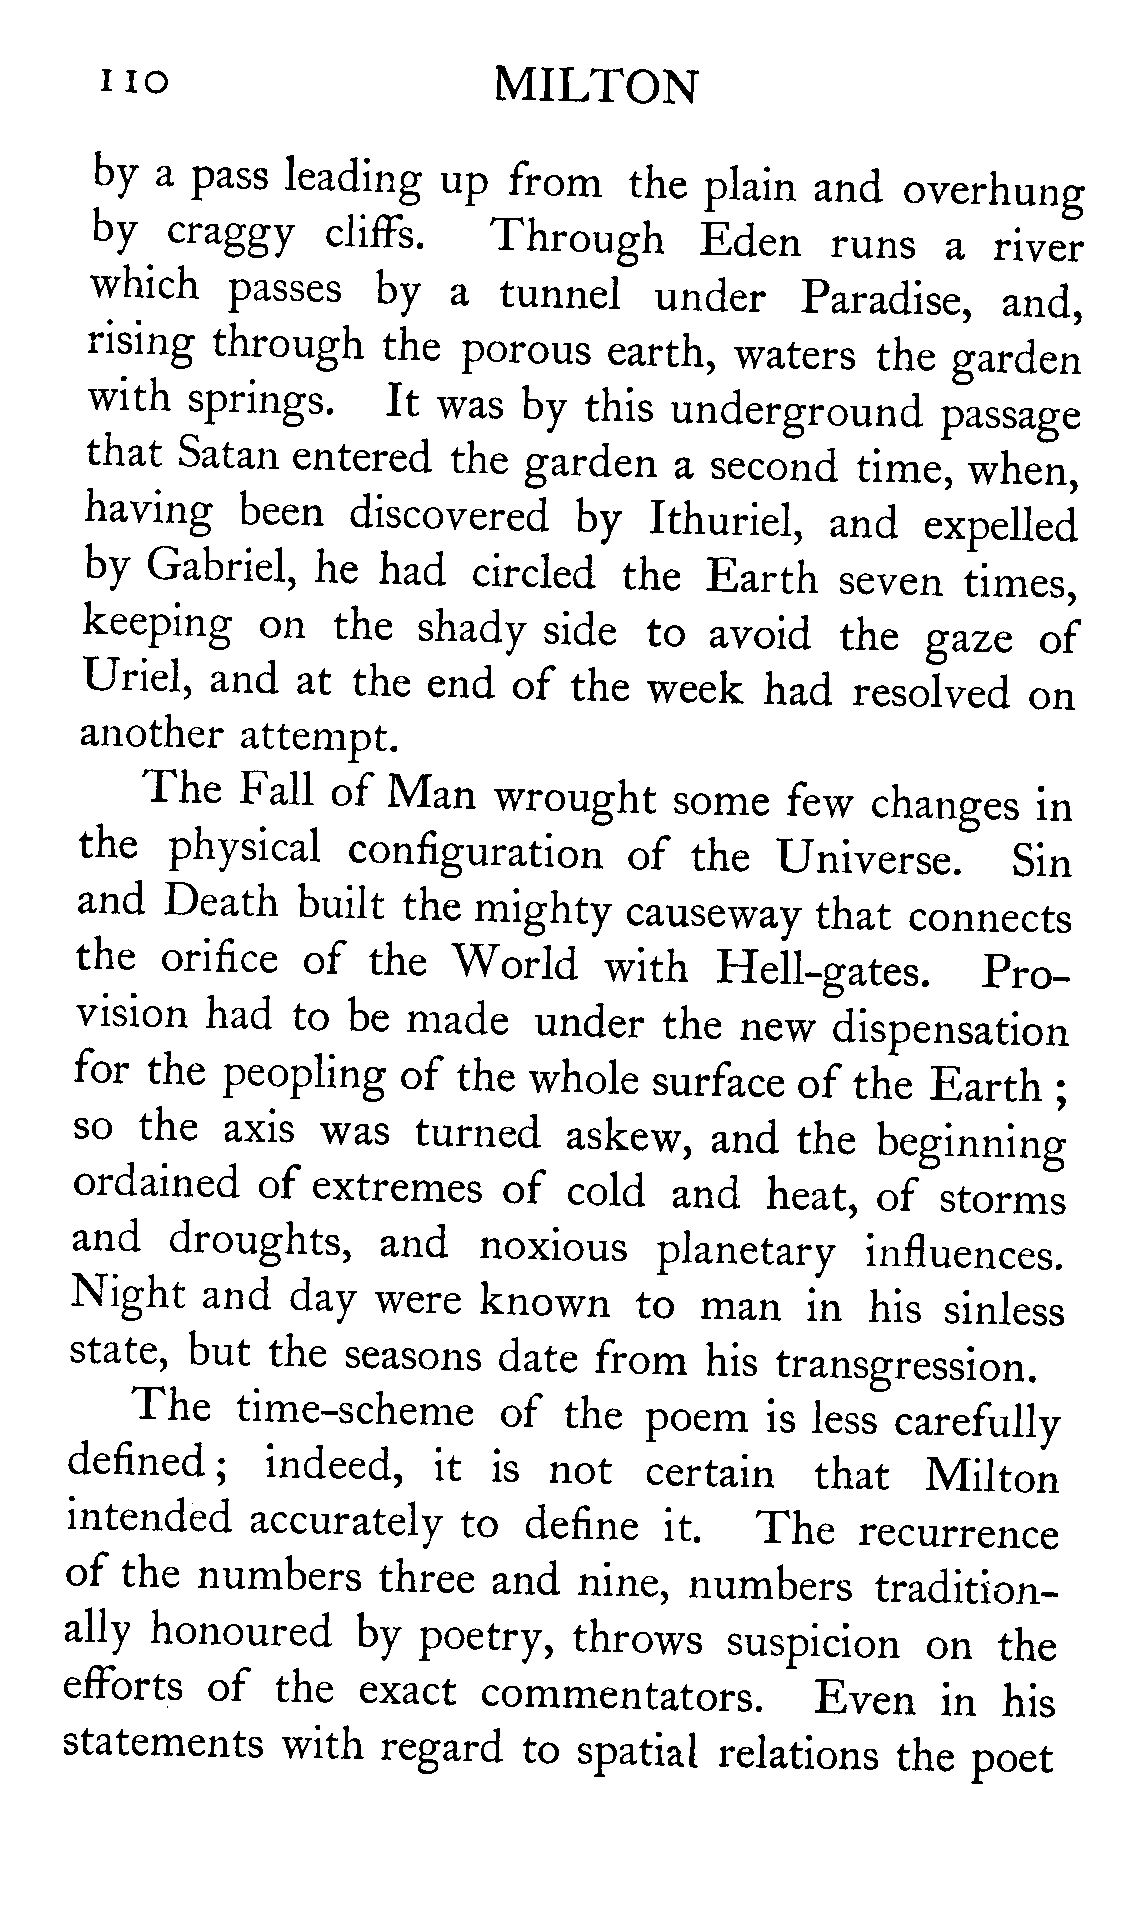 110 MILTON
by a pass leading up from the plain and overhung
by craggy cliffs. Through Eden runs a river
which passes by a tunnel under Paradise, and,
rising through the porous earth, waters the garden
with springs. It was by this underground passage
that Satan entered the garden a second time, when,
having been discovered by Ithuriel, and expelled
by Gabriel, he had circled the Earth seven times,
keeping on the shady side to avoid the gaze of
Uriel, and at the end of the week had resolved on
another attempt.
The Fall of Man wrought some few changes in
the physical configuration of the Universe. Sin
and Death built the mighty causeway that connects
the orifice of the World with Hell-gates. Pro-
vision had to be made under the new dispensation
for the peopling of the whole surface of the Earth ;
so the axis was turned askew, and the beginning
ordained of extremes of cold and heat, of storms
and droughts, and noxious planetary influences.
Night and day were known to man in his sinless
state, but the seasons date from his transgression.
The time-scheme of the poem is less carefully
defined ; indeed, it is not certain that Milton
intended accurately to define it. The recurrence
of the numbers three and nine, numbers tradition-
ally honoured by poetry, throws suspicion on the
efforts of the exact commentators. Even in his
statements with regard to spatial relations the poet